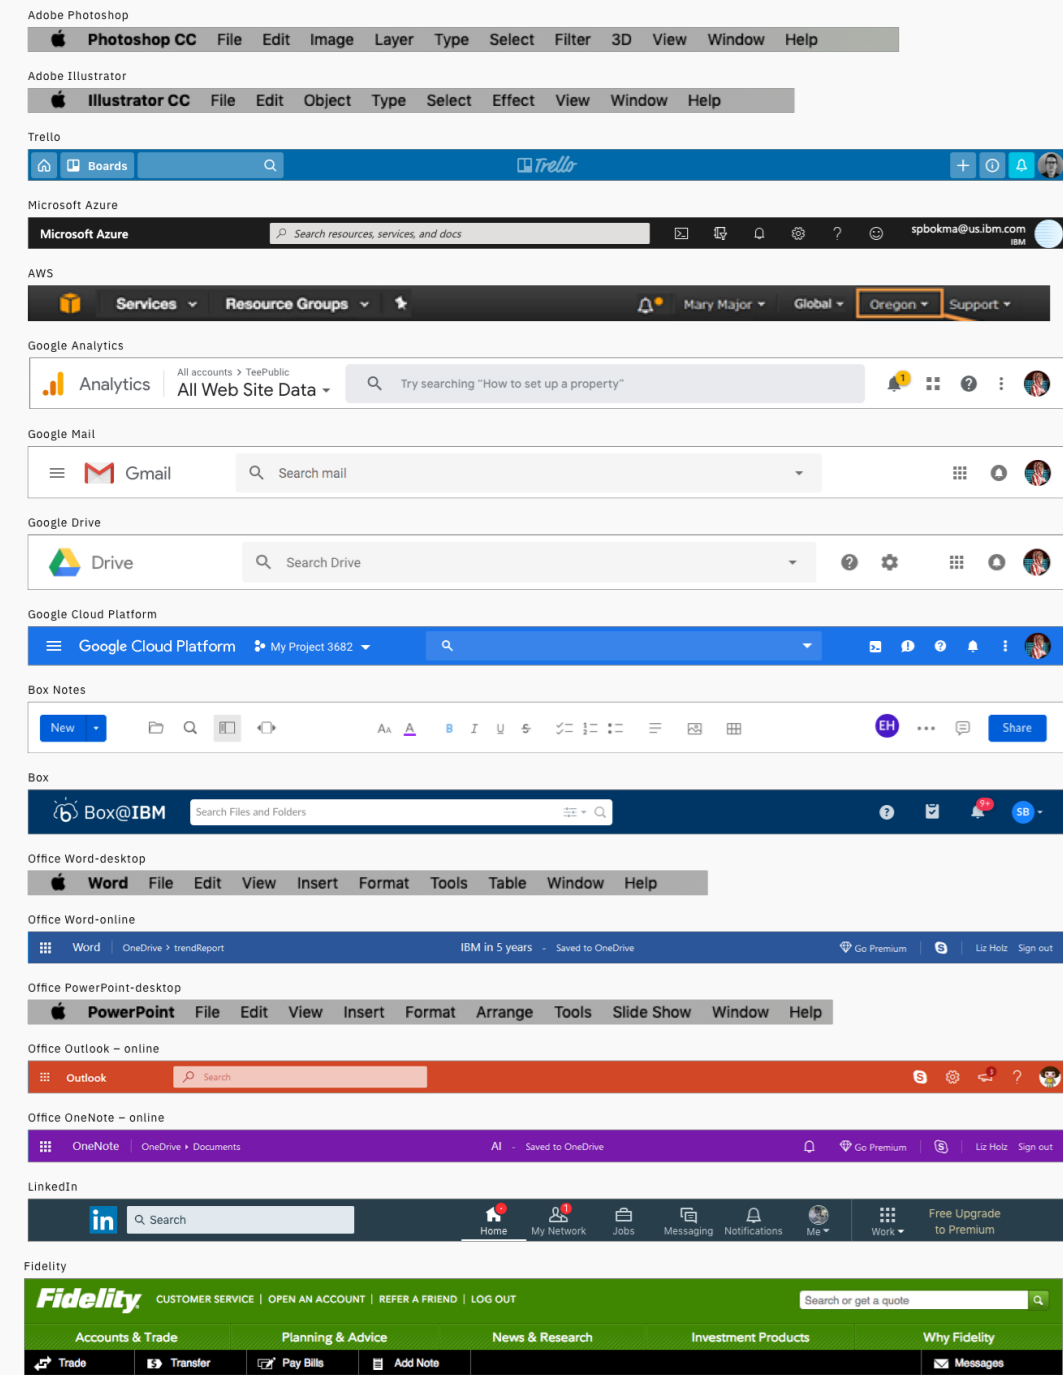 Adobe Photoshop
Photoshop CC File Edit Image Layer Type Select Filter 3D View Window Help
Adobe Illustrator
Illustrator CC File Edit Object Type Select Effect View Window Help
Trello
Boards Trello
Microsoft Azure
Microsoft Azure Search resources, services, and docs spbokma@us.ibm.com
IBM
AWS
Services Resource Groups Mary Major Global Oregon Support
Google Analytics
Analytics All accounts > TeePublic
All Web Site Data Try searching "How to set up a property" 1
Google Mail
Gmail Search mail
Google Drive
Drive Search Drive
Google Cloud Platform
Google Cloud Platform My Project 3682
Box Notes
New AA A B I U S EH Share
Box
Box@IBM Search Files and Folders 9+ SB
Office Word-desktop
Word File Edit View Insert Format Tools Table Window Help
Office Word-online
Word OneDrive > trendReport IBM in 5 years - Saved to OneDrive Go Premium Liz Holz Sign out
Office PowerPoint-desktop
PowerPoint File Edit View Insert Format Arrange Tools Slide Show Window Help
Office Outlook – online
Outlook Search
Office OneNote – online
OneNote OneDrive Documents AI - Saved to OneDrive Go Premium Liz Holz Sign out
LinkedIn
in Search Home My Network 1 Jobs Messaging Notifications Me Work Free Upgrade
to Premium
Fidelity
Fidelity CUSTOMER SERVICE | OPEN AN ACCOUNT | REFER A FRIEND | LOG OUT Search or get a quote
Accounts & Trade Planning & Advice News & Research Investment Products Why Fidelity
Trade Transfer Pay Bills Add Note Messages